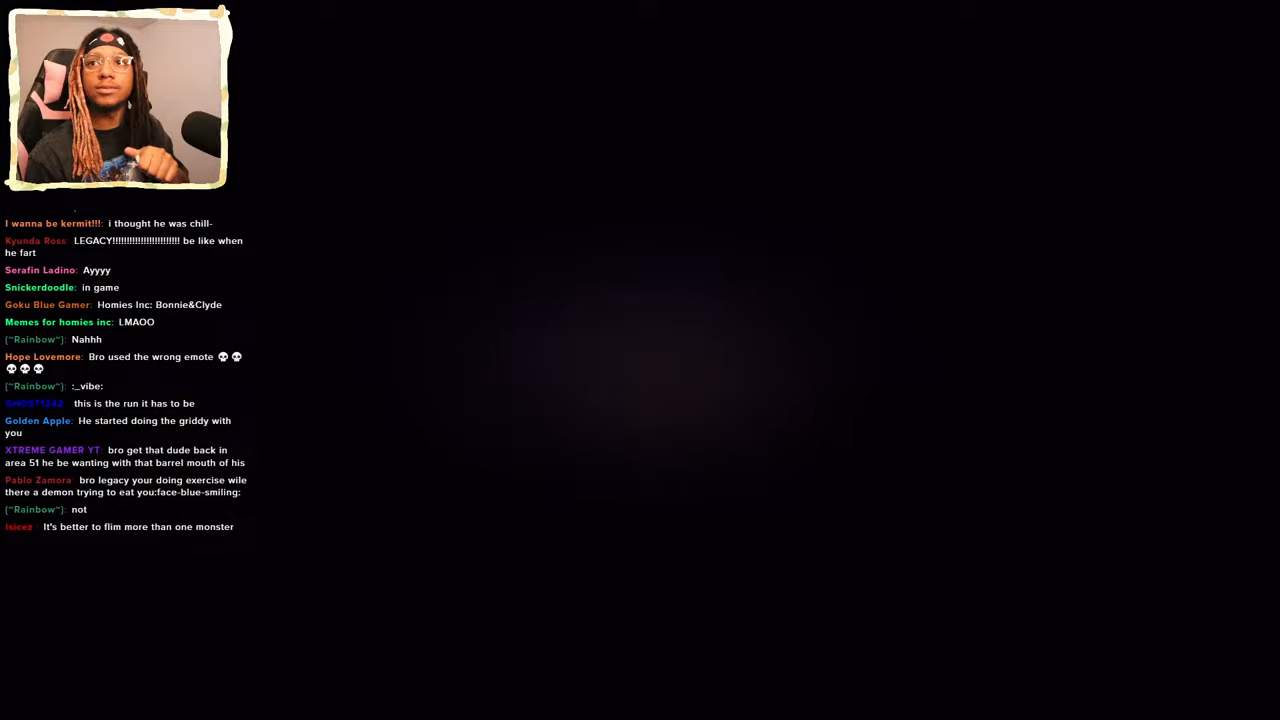 I wanna be kermit!!!: i thought he was chill-
Kyunda Ross: LEGACY!!!!!!!!!!!!!!!!!!!!!!!! be like when
he fart
Serafin Ladino: Ayyyy
Snickerdoodle: in game
Goku Blue Gamer: Homies Inc: Bonnie&Clyde
Memes for homies inc: LMAOO
(~Rainbow~): Nahhh
Hope Lovemore: Bro used the wrong emote 💀💀
💀💀💀
(~Rainbow~): :_vibe:
GHOST1242: this is the run it has to be
Golden Apple: He started doing the griddy with
you
XTREME GAMER YT: bro get that dude back in
area 51 he be wanting with that barrel mouth of his
Pablo Zamora: bro legacy your doing exercise wile
there a demon trying to eat you:face-blue-smiling:
(~Rainbow~): not
Isicez : It's better to flim more than one monster